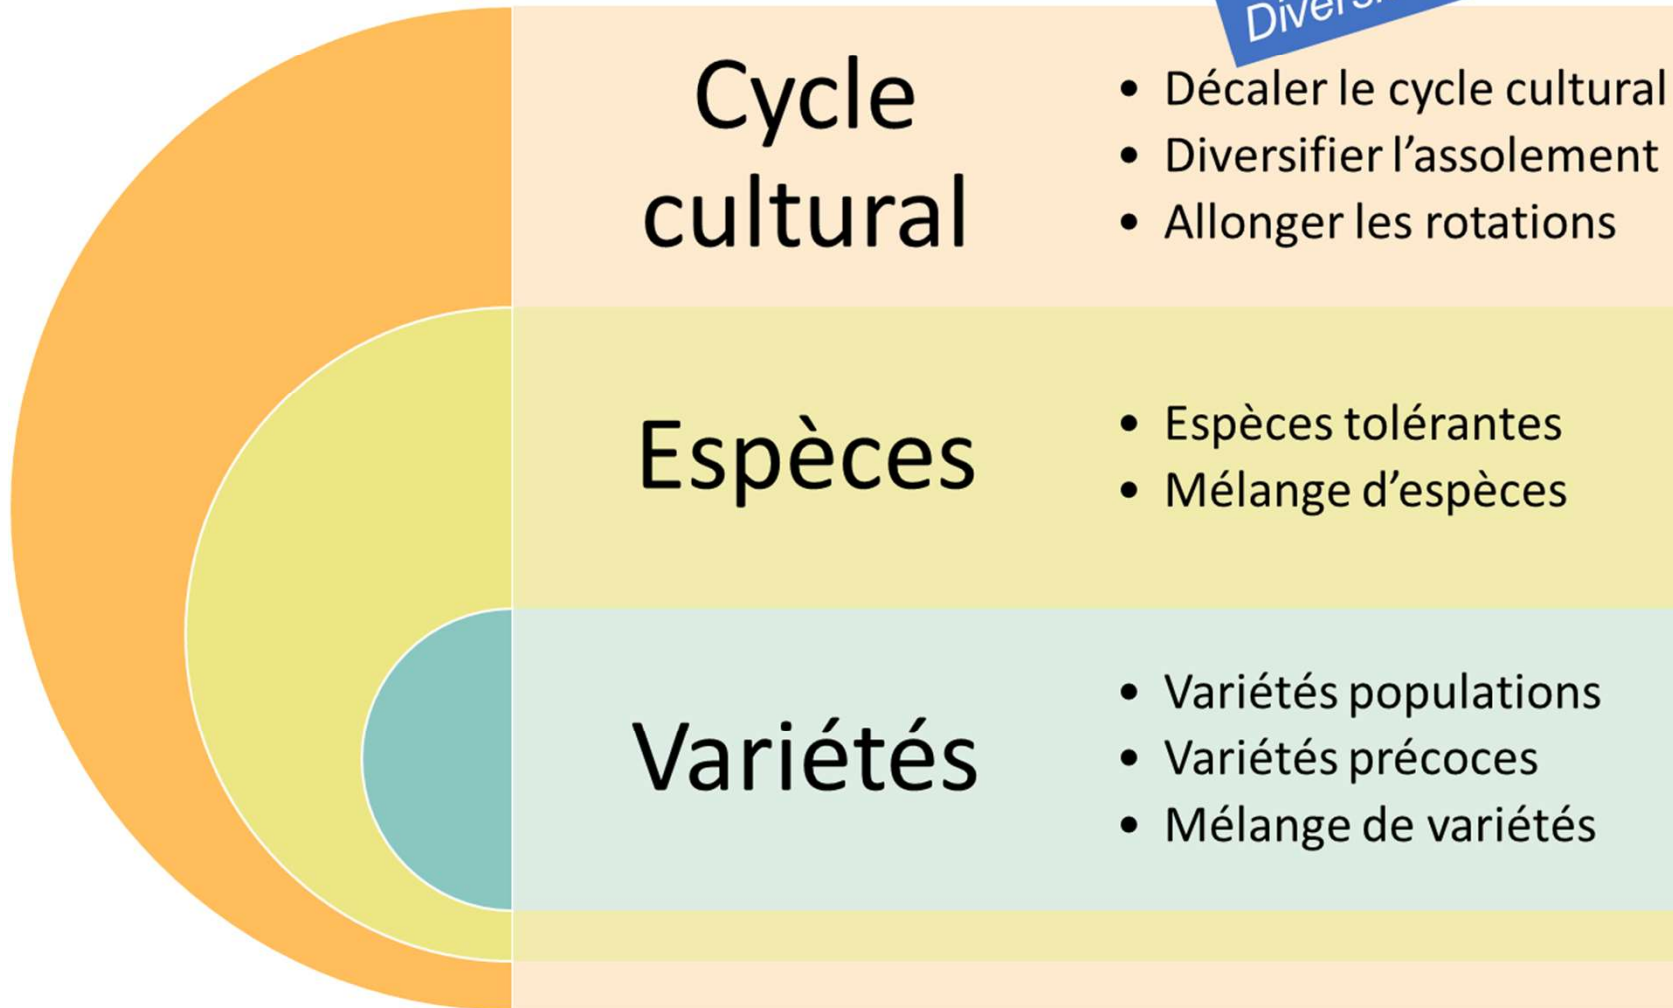 Cycle
cultural
• Décaler le cycle cultural
• Diversifier l’assolement
• Allonger les rotations
Espèces
• Espèces tolérantes
• Mélange d’espèces
Variétés
• Variétés populations
• Variétés précoces
• Mélange de variétés